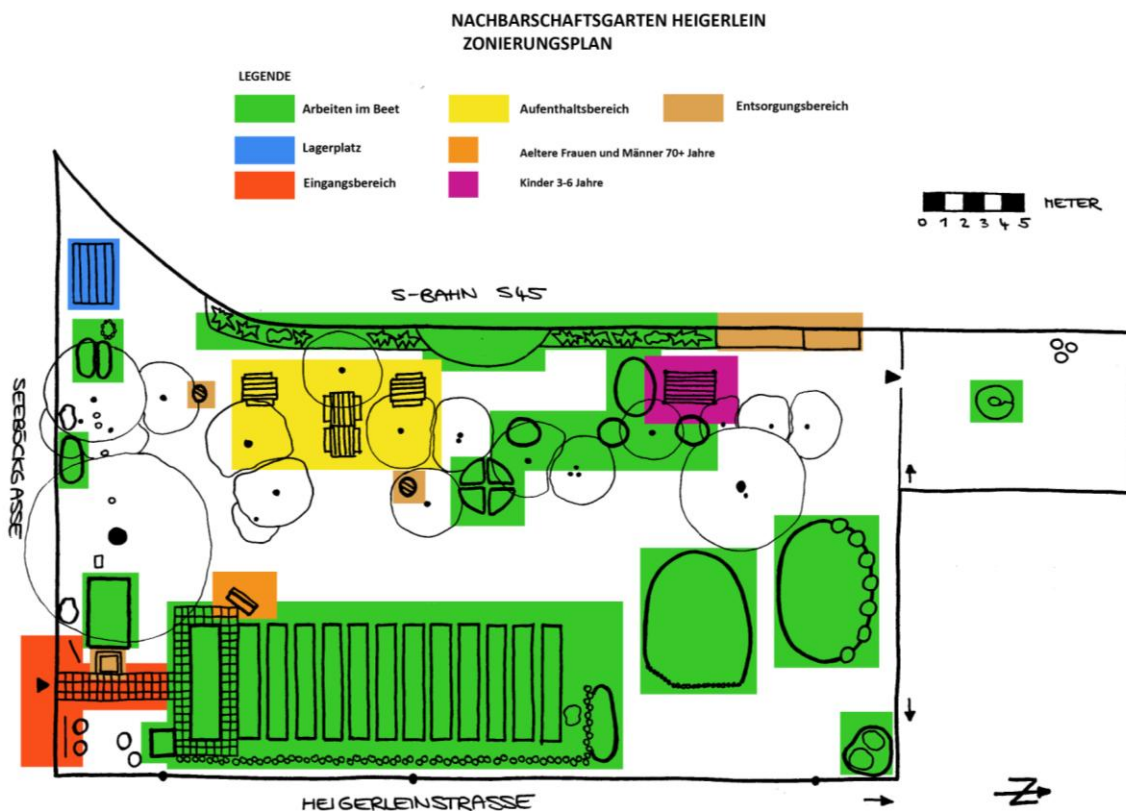 NACHBARSCHAFTSGARTEN HEIGERLEIN
ZONIERUNGSPLAN
LEGENDE
Arbeiten im Beet
Aufenthaltsbereich
Entsorgungsbereich
Lagerplatz
Aeltere Frauen und Männer 70+ Jahre
Eingangsbereich
Kinder 3-6 Jahre
METER
0 1 2 3 4 5
S-BAHN S45
SEEBÖCKGASSE
HEIGERLEINSTRASSE
N